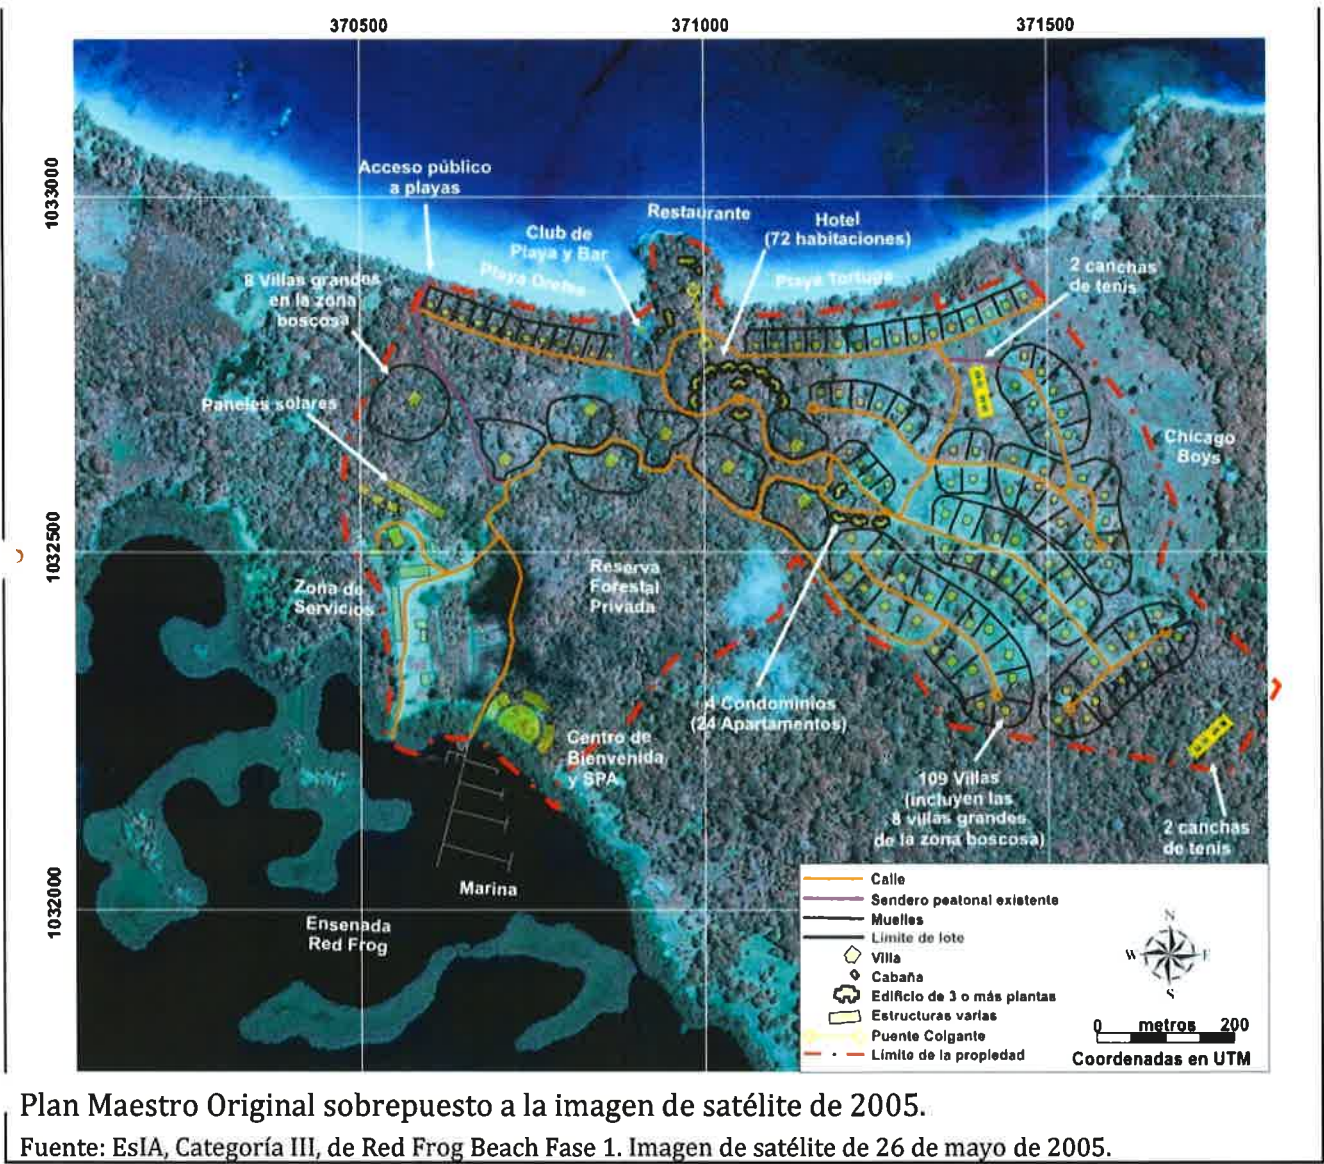 370500
371000
371500
1033000
1032500
1032000
Acceso público
a playas
Restaurante
Hotel
(72 habitaciones)
Club de
Playa y Bar
2 canchas
de tenis
8 Villas grandes
en la zona
boscosa
Playa Tortuga
Paneles solares
Chicago
Boys
Reserva
Forestal
Privada
Zona de
Servicios
4 Condominios
(24 Apartamentos)
Centro de
Bienvenida
y SPA
109 Villas
(incluyen las
8 villas grandes
de la zona boscosa)
2 canchas
de tenis
Marina
Ensenada
Red Frog
Calle
Sendero peatonal existente
Muelles
Límite de lote
Villa
Cabaña
Edificio de 3 o más plantas
Estructuras varias
Puente Colgante
Límite de la propiedad
N
W E
S
0 metros 200
Coordenadas en UTM
Plan Maestro Original sobrepuesto a la imagen de satélite de 2005.
Fuente: EsIA, Categoría III, de Red Frog Beach Fase 1. Imagen de satélite de 26 de mayo de 2005.